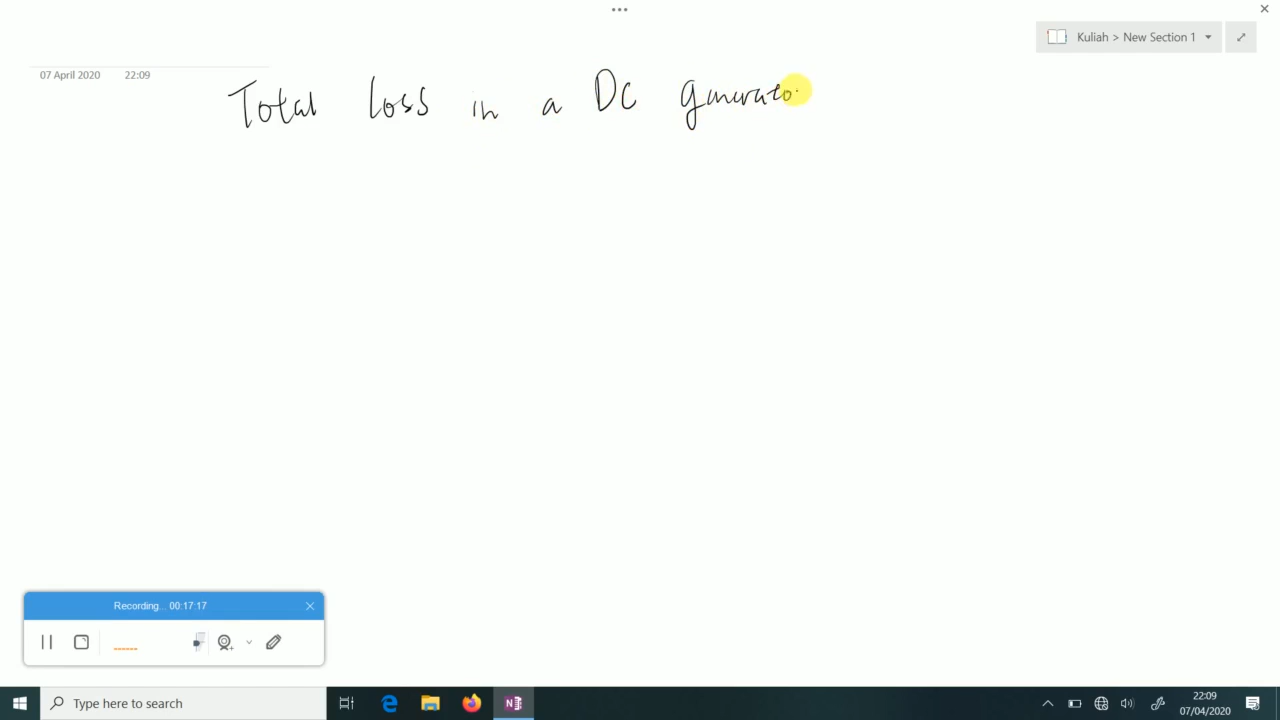 Kuliah > New Section 1
07 April 2020 22:09
Total loss in a DC generator
Recording... 00:17:17
Type here to search
22:09
07/04/2020